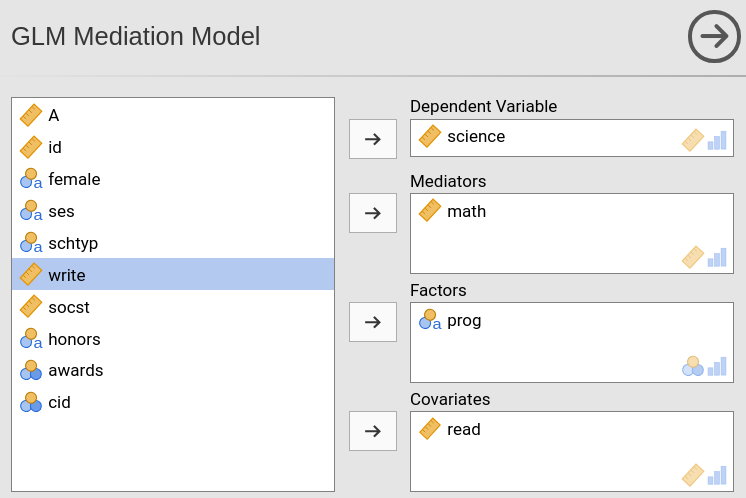 GLM Mediation Model
A
id
female
ses
schtyp
write
socst
honors
awards
cid
Dependent Variable
science
Mediators
math
Factors
prog
Covariates
read